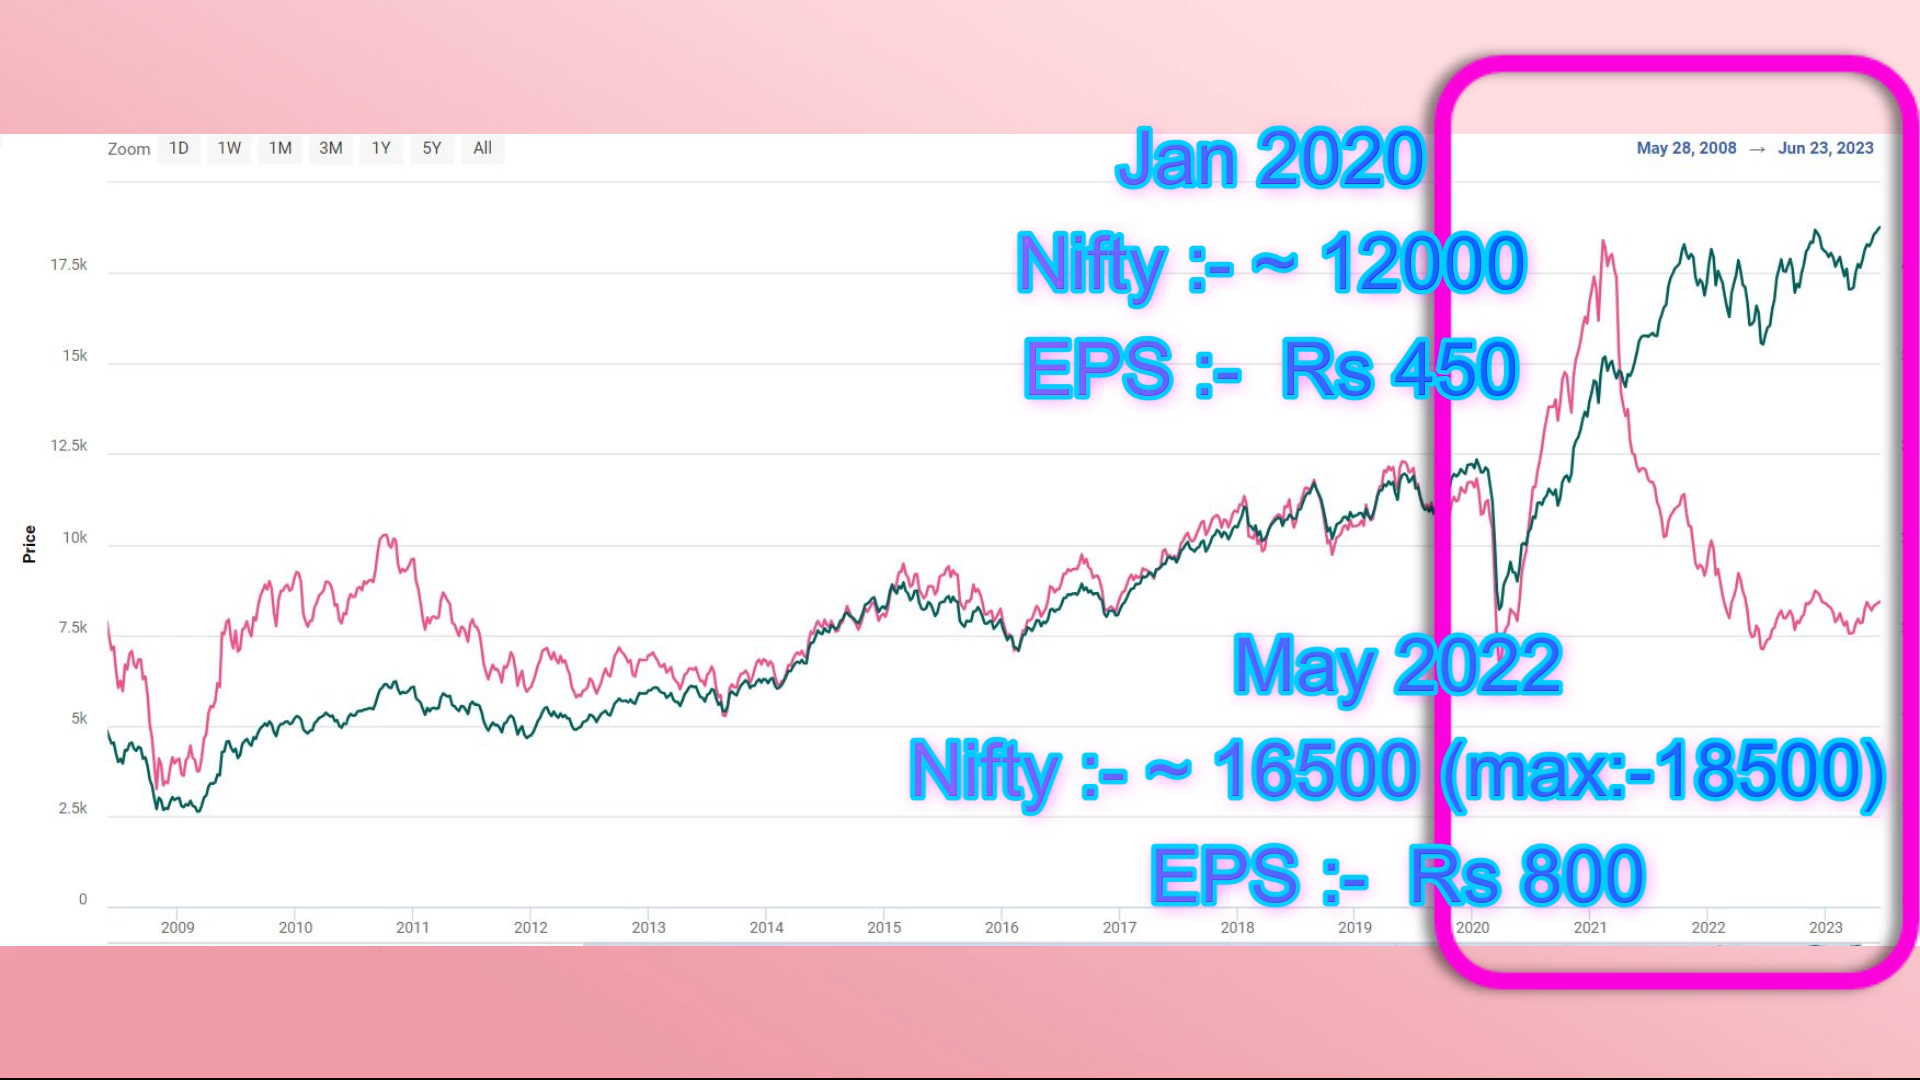 Zoom 1D 1W 1M 3M 1Y 5Y All
May 28, 2008 → Jun 23, 2023
Jan 2020
Nifty :- ~ 12000
EPS :- Rs 450
May 2022
Nifty :- ~ 16500 (max:-18500)
EPS :- Rs 800
Price
17.5k
15k
12.5k
10k
7.5k
5k
2.5k
0
2009 2010 2011 2012 2013 2014 2015 2016 2017 2018 2019 2020 2021 2022 2023